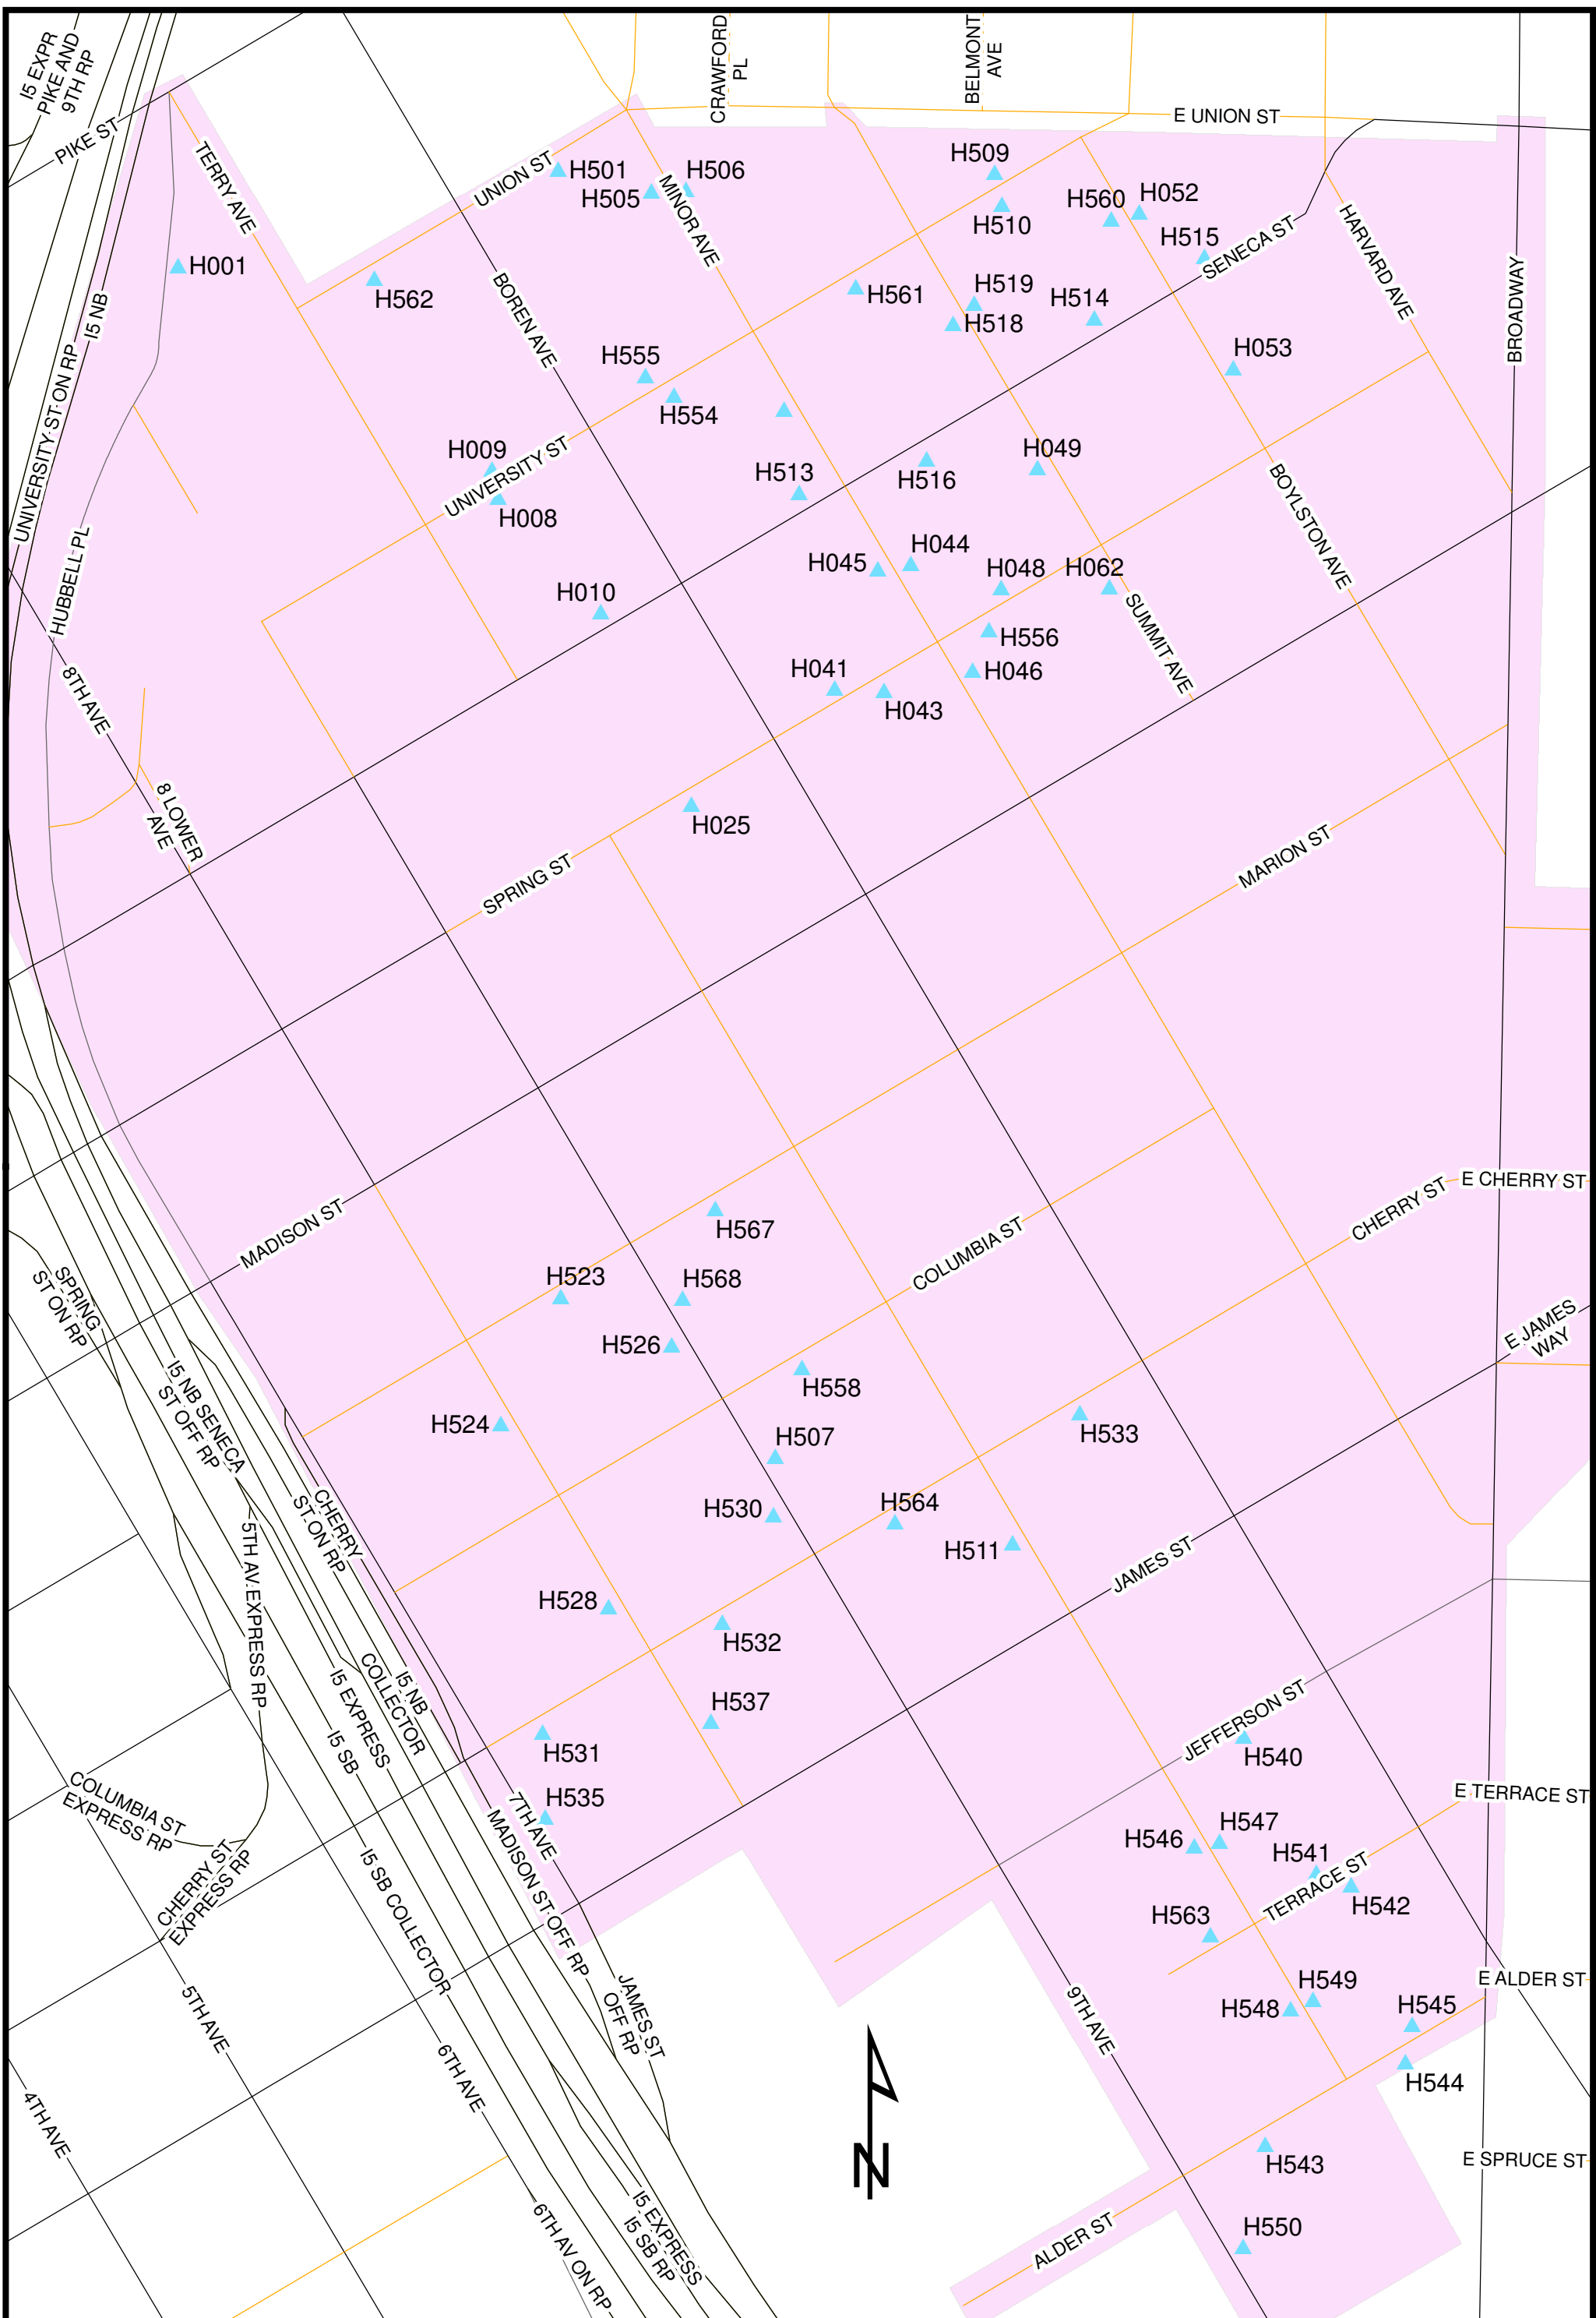 I5 EXPR
PIKE AND
9TH RP
CRAWFORD
PL
BELMONT
AVE
E UNION ST
PIKE ST
TERRY AVE
UNION ST
H501
H505
H506
MINOR AVE
H509
H510
H560
H052
H515
SENECA ST
HARVARD AVE
BROADWAY
H001
H562
I5 NB
BOREN AVE
H561
H519
H518
H514
H053
UNIVERSITY ST ON RP
H555
H554
H009
UNIVERSITY ST
H008
H513
H516
H049
BOYLSTON AVE
HUBBELL PL
H045
H044
H048
H062
H010
SUMMIT AVE
H556
8TH AVE
H041
H046
H043
8 LOWER
AVE
H025
SPRING ST
MARION ST
MADISON ST
H567
COLUMBIA ST
CHERRY ST
E CHERRY ST
SPRING
ST ON RP
H523
H568
H526
E JAMES
WAY
I5 NB SENECA
ST OFF RP
H558
H524
H507
H533
CHERRY
ST ON RP
H530
H564
H511
5TH AV EXPRESS RP
JAMES ST
H528
H532
I5 NB
COLLECTOR
I5 EXPRESS
I5 SB
H537
H531
JEFFERSON ST
H540
COLUMBIA ST
EXPRESS RP
H535
7TH AVE
MADISON ST OFF RP
E TERRACE ST
H546
H547
H541
TERRACE ST
H542
CHERRY ST
EXPRESS RP
I5 SB COLLECTOR
H563
5TH AVE
JAMES ST
OFF RP
9TH AVE
H549
H548
H545
E ALDER ST
6TH AVE
H544
4TH AVE
N
H543
E SPRUCE ST
ALDER ST
H550
6TH AV ON RP
I5 EXPRESS
I5 SB RP